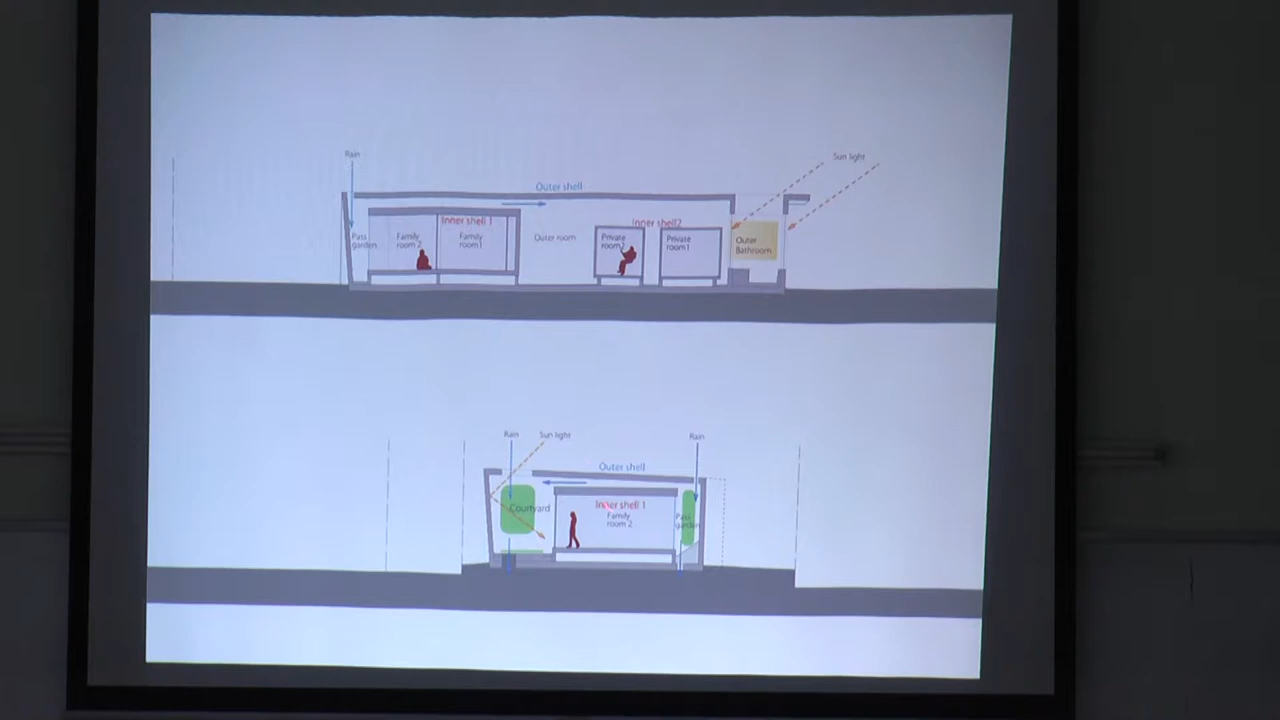 Rain
Sun light
Outer shell
Inner shell 1
Inner shell2
Pass
garden
Family
room 2
Family
room1
Outer room
Private
room2
Private
room1
Outer
Bathroom
Rain
Sun light
Rain
Outer shell
Courtyard
Inner shell 1
Family
room 2
Pass
garden